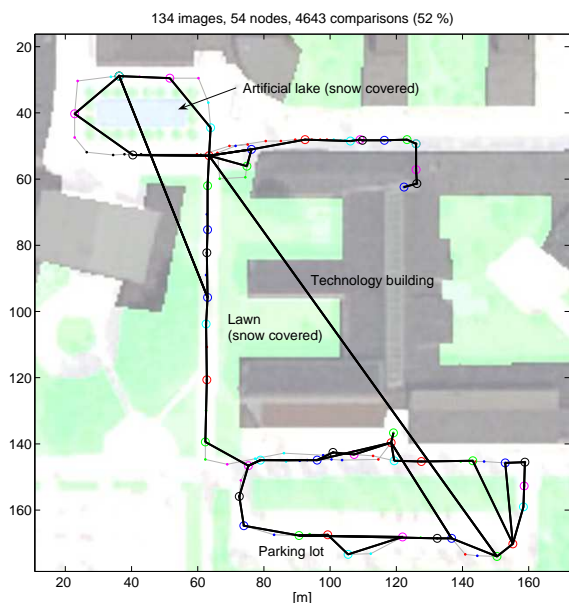 134 images, 54 nodes, 4643 comparisons (52 %)
20
40
60
80
100
120
140
160
Artificial lake (snow covered)
Technology building
Lawn
(snow covered)
Parking lot
20
40
60
80
100
120
140
160
[m]